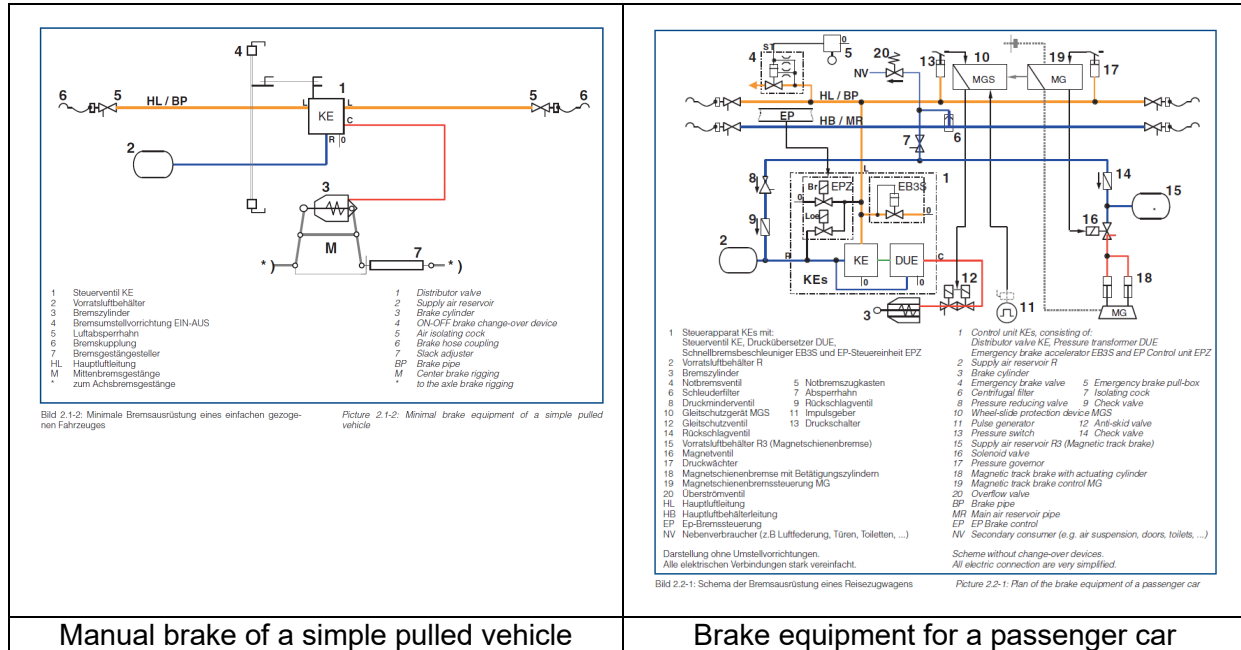 4
1
6
5
HL / BP
L
L
5
6
KE
C
R
0
2
3
M
7
* )
* )
1 Steuerventil KE
2 Vorratsluftbehälter
3 Bremszylinder
4 Bremsumstellvorrichtung EIN-AUS
5 Luftabsperrhahn
6 Bremskupplung
7 Bremsgestängesteller
HL Hauptluftleitung
M Mittenbremsgestänge
* zum Achsbremsgestänge
1 Distributor valve
2 Supply air reservoir
3 Brake cylinder
4 ON-OFF brake change-over device
5 Air isolating cock
6 Brake hose coupling
7 Slack adjuster
BP Brake pipe
M Center brake rigging
* to the axle brake rigging
Bild 2.1-2: Minimale Bremsausrüstung eines einfachen gezoge-
nen Fahrzeuges
Picture 2.1-2: Minimal brake equipment of a simple pulled
vehicle
Manual brake of a simple pulled vehicle
ST
0
4
5
20
NV
13
10
19
17
MGS
MG
HL / BP
EP
HB / MR
6
7
L
8
1
Br
EPZ
EB3S
0
0
Loe
14
15
9
16
2
R
KE
DUE
C
KEs
0
0
12
18
3
11
MG
1 Steuerapparat KEs mit:
Steuerventil KE, Druckübersetzer DUE,
Schnellbremsbeschleuniger EB3S und EP-Steuereinheit EPZ
2 Vorratsluftbehälter R
3 Bremszylinder
4 Notbremsventil 5 Notbremszugkasten
6 Schleuderfilter 7 Absperrhahn
8 Druckminderventil 9 Rückschlagventil
10 Gleitschutzgerät MGS 11 Impulsgeber
12 Gleitschutzventil 13 Druckschalter
14 Rückschlagventil
15 Vorratsluftbehälter R3 (Magnetschienenbremse)
16 Magnetventil
17 Druckwächter
18 Magnetschienenbremse mit Betätigungszylindern
19 Magnetschienenbremssteuerung MG
20 Überströmventil
HL Hauptluftleitung
HB Hauptluftbehälterleitung
EP Ep-Bremssteuerung
NV Nebenverbraucher (z.B Luftfederung, Türen, Toiletten, ...)
Darstellung ohne Umstellvorrichtungen.
Alle elektrischen Verbindungen stark vereinfacht.
1 Control unit KEs, consisting of:
Distributor valve KE, Pressure transformer DUE
Emergency brake accelerator EB3S and EP Control unit EPZ
2 Supply air reservoir R
3 Brake cylinder
4 Emergency brake valve 5 Emergency brake pull-box
6 Centrifugal filter 7 Isolating cock
8 Pressure reducing valve 9 Check valve
10 Wheel-slide protection device MGS
11 Pulse generator 12 Anti-skid valve
13 Pressure switch 14 Check valve
15 Supply air reservoir R3 (Magnetic track brake)
16 Solenoid valve
17 Pressure governor
18 Magnetic track brake with actuating cylinder
19 Magnetic track brake control MG
20 Overflow valve
BP Brake pipe
MR Main air reservoir pipe
EP EP Brake control
NV Secondary consumer (e.g. air suspension, doors, toilets, ...)
Scheme without change-over devices.
All electric connection are very simplified.
Bild 2.2-1: Schema der Bremsausrüstung eines Reisezugwagens
Picture 2.2-1: Plan of the brake equipment of a passenger car
Brake equipment for a passenger car